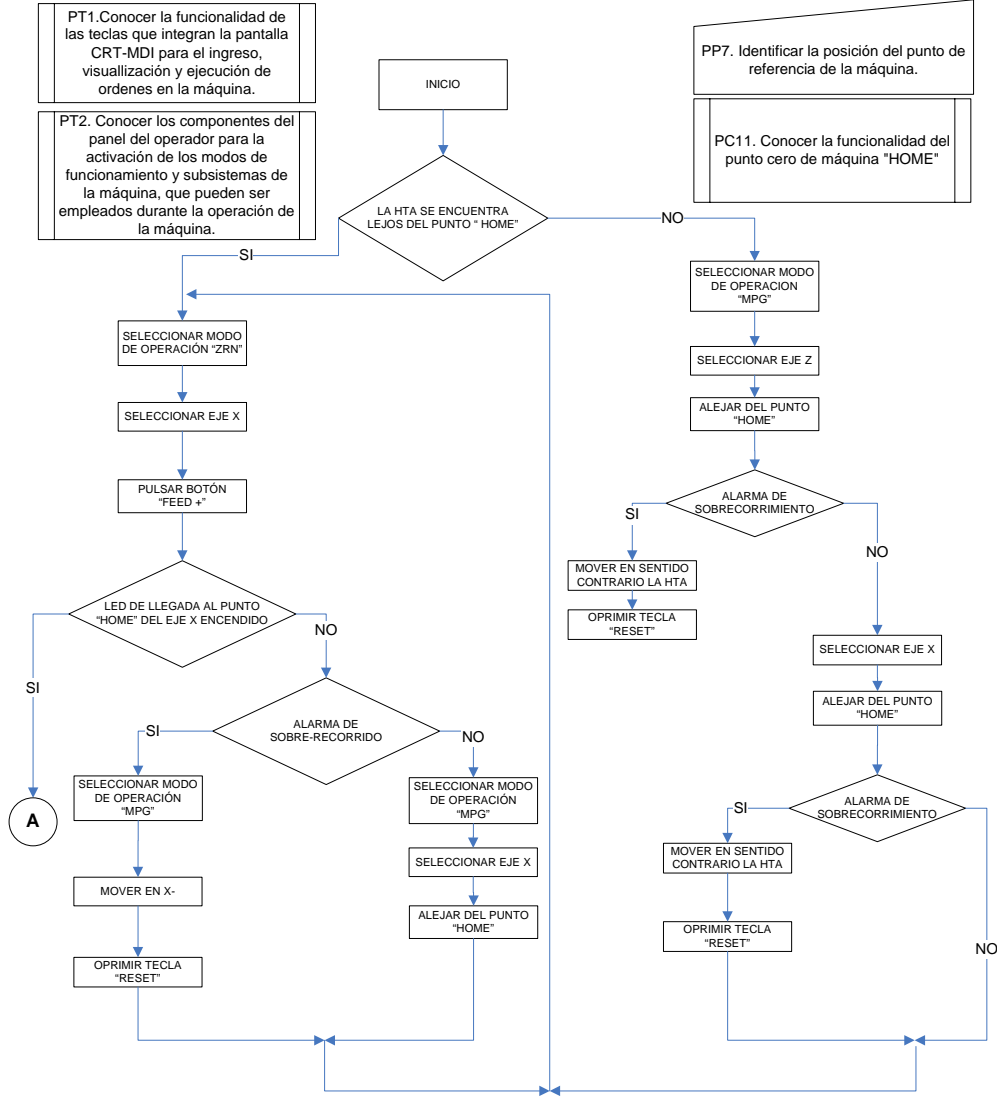 PT1.Conocer la funcionalidad de
las teclas que integran la pantalla
CRT-MDI para el ingreso,
visuallización y ejecución de
ordenes en la máquina.
PT2. Conocer los componentes del
panel del operador para la
activación de los modos de
funcionamiento y subsistemas de
la máquina, que pueden ser
empleados durante la operación de
la máquina.
INICIO
PP7. Identificar la posición del punto de
referencia de la máquina.
PC11. Conocer la funcionalidad del
punto cero de máquina "HOME"
LA HTA SE ENCUENTRA
LEJOS DEL PUNTO “ HOME”
SI
NO
SELECCIONAR MODO
DE OPERACIÓN “ZRN”
SELECCIONAR EJE X
PULSAR BOTÓN
“FEED +”
LED DE LLEGADA AL PUNTO
“HOME” DEL EJE X ENCENDIDO
SI
NO
A
ALARMA DE
SOBRE-RECORRIDO
SI
NO
SELECCIONAR MODO
DE OPERACIÓN
“MPG”
MOVER EN X-
OPRIMIR TECLA
“RESET”
SELECCIONAR MODO
DE OPERACIÓN
“MPG”
SELECCIONAR EJE X
ALEJAR DEL PUNTO
“HOME”
SELECCIONAR MODO
DE OPERACION
“MPG”
SELECCIONAR EJE Z
ALEJAR DEL PUNTO
“HOME”
ALARMA DE
SOBRECORRIMIENTO
SI
NO
MOVER EN SENTIDO
CONTRARIO LA HTA
OPRIMIR TECLA
“RESET”
SELECCIONAR EJE X
ALEJAR DEL PUNTO
“HOME”
ALARMA DE
SOBRECORRIMIENTO
SI
NO
MOVER EN SENTIDO
CONTRARIO LA HTA
OPRIMIR TECLA
“RESET”